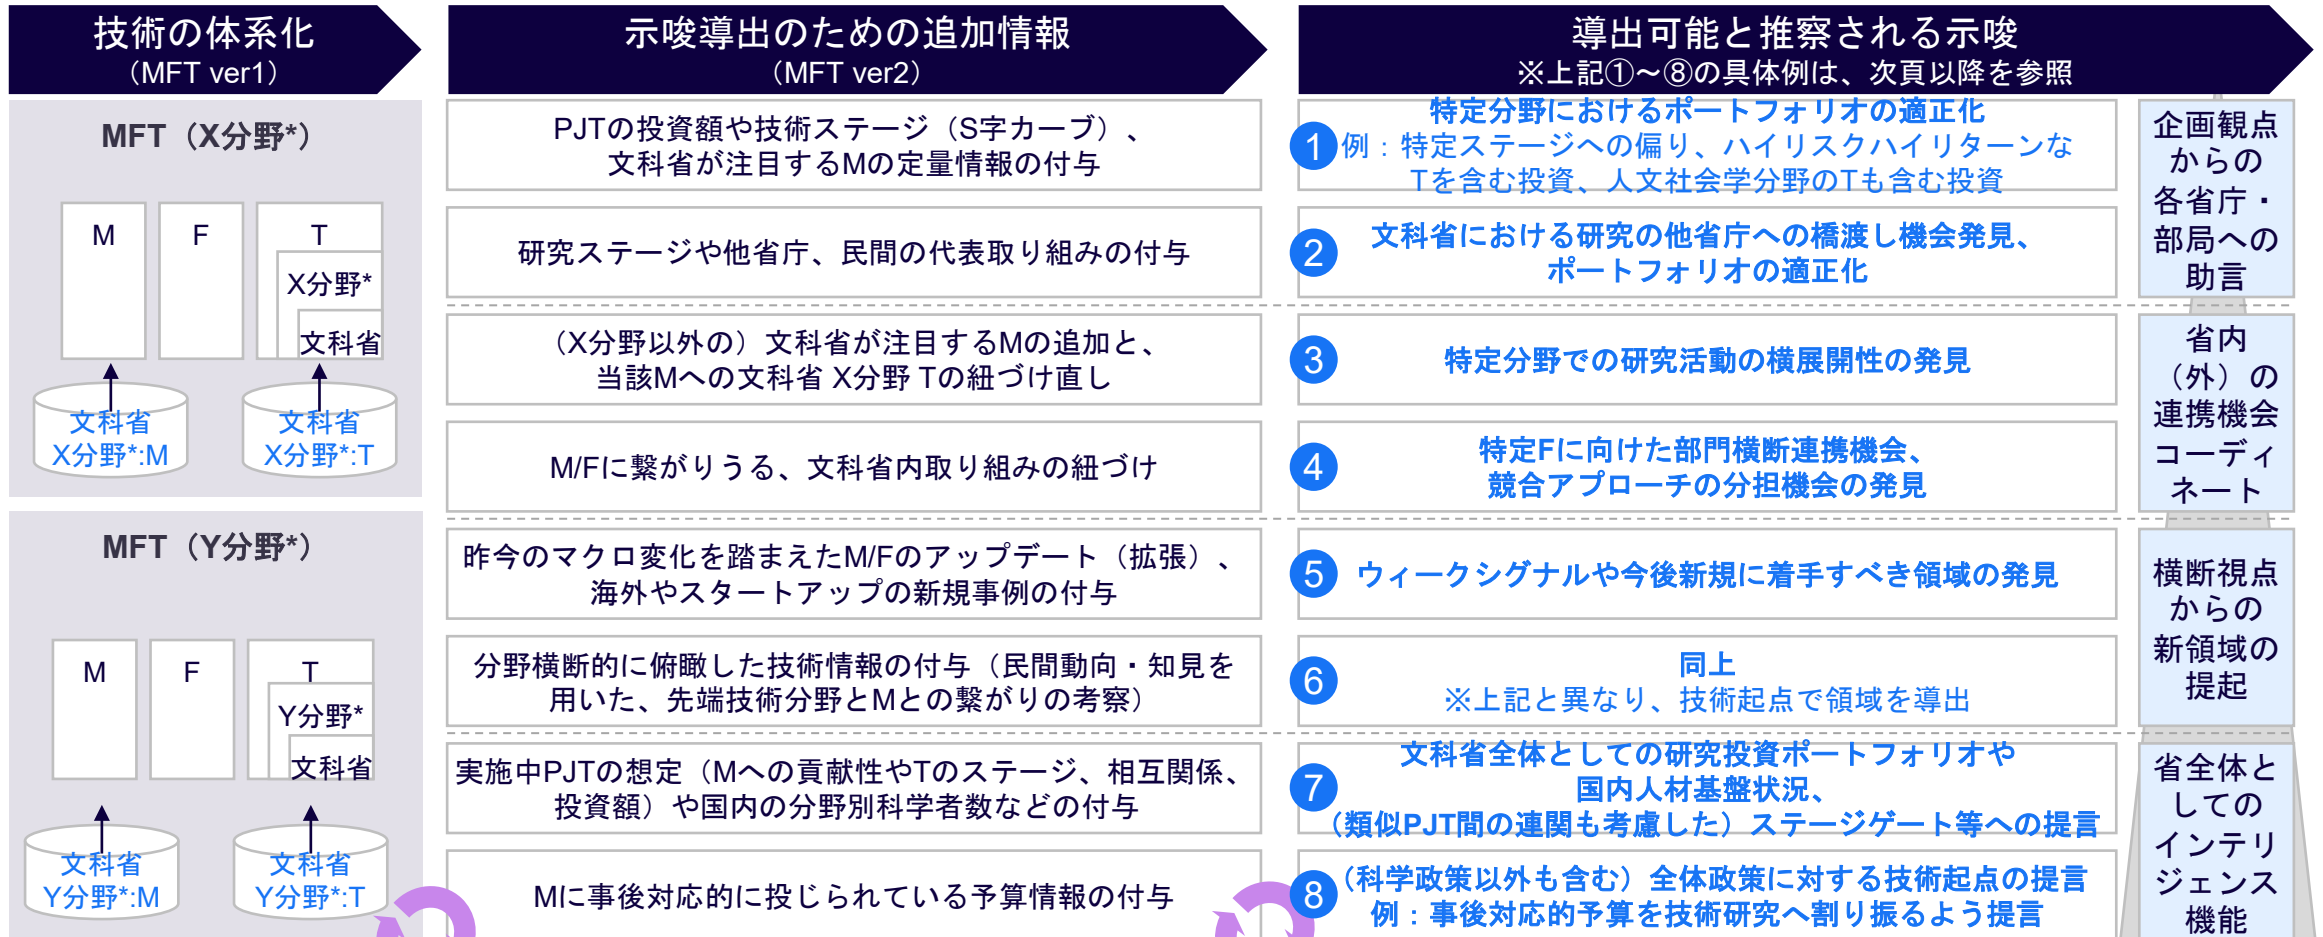 技術の体系化
（MFT ver1）
示唆導出のための追加情報
（MFT ver2）
導出可能と推察される示唆
※上記①～⑧の具体例は、次頁以降を参照
MFT（X分野*）
M
F
T
X分野*
文科省
文科省
X分野*:M
文科省
X分野*:T
MFT（Y分野*）
M
F
T
Y分野*
文科省
文科省
Y分野*:M
文科省
Y分野*:T
PJTの投資額や技術ステージ（S字カーブ）、
文科省が注目するMの定量情報の付与
研究ステージや他省庁、民間の代表取り組みの付与
（X分野以外の）文科省が注目するMの追加と、
当該Mへの文科省 X分野 Tの紐づけ直し
M/Fに繋がりうる、文科省内取り組みの紐づけ
昨今のマクロ変化を踏まえたM/Fのアップデート（拡張）、
海外やスタートアップの新規事例の付与
分野横断的に俯瞰した技術情報の付与（民間動向・知見を
用いた、先端技術分野とMとの繋がりの考察）
実施中PJTの想定（Mへの貢献性やTのステージ、相互関係、
投資額）や国内の分野別科学者数などの付与
Mに事後対応的に投じられている予算情報の付与
1
特定分野におけるポートフォリオの適正化
例：特定ステージへの偏り、ハイリスクハイリターンな
Tを含む投資、人文社会学分野のTも含む投資
2
文科省における研究の他省庁への橋渡し機会発見、
ポートフォリオの適正化
3
特定分野での研究活動の横展開性の発見
4
特定Fに向けた部門横断連携機会、
競合アプローチの分担機会の発見
5
ウィークシグナルや今後新規に着手すべき領域の発見
6
同上
※上記と異なり、技術起点で領域を導出
7
文科省全体としての研究投資ポートフォリオや
国内人材基盤状況、
（類似PJT間の連関も考慮した）ステージゲート等への提言
8
（科学政策以外も含む）全体政策に対する技術起点の提言
例：事後対応的予算を技術研究へ割り振るよう提言
企画観点
からの
各省庁・
部局への
助言
省内
（外）の
連携機会
コーディ
ネート
横断視点
からの
新領域の
提起
省全体と
しての
インテリ
ジェンス
機能